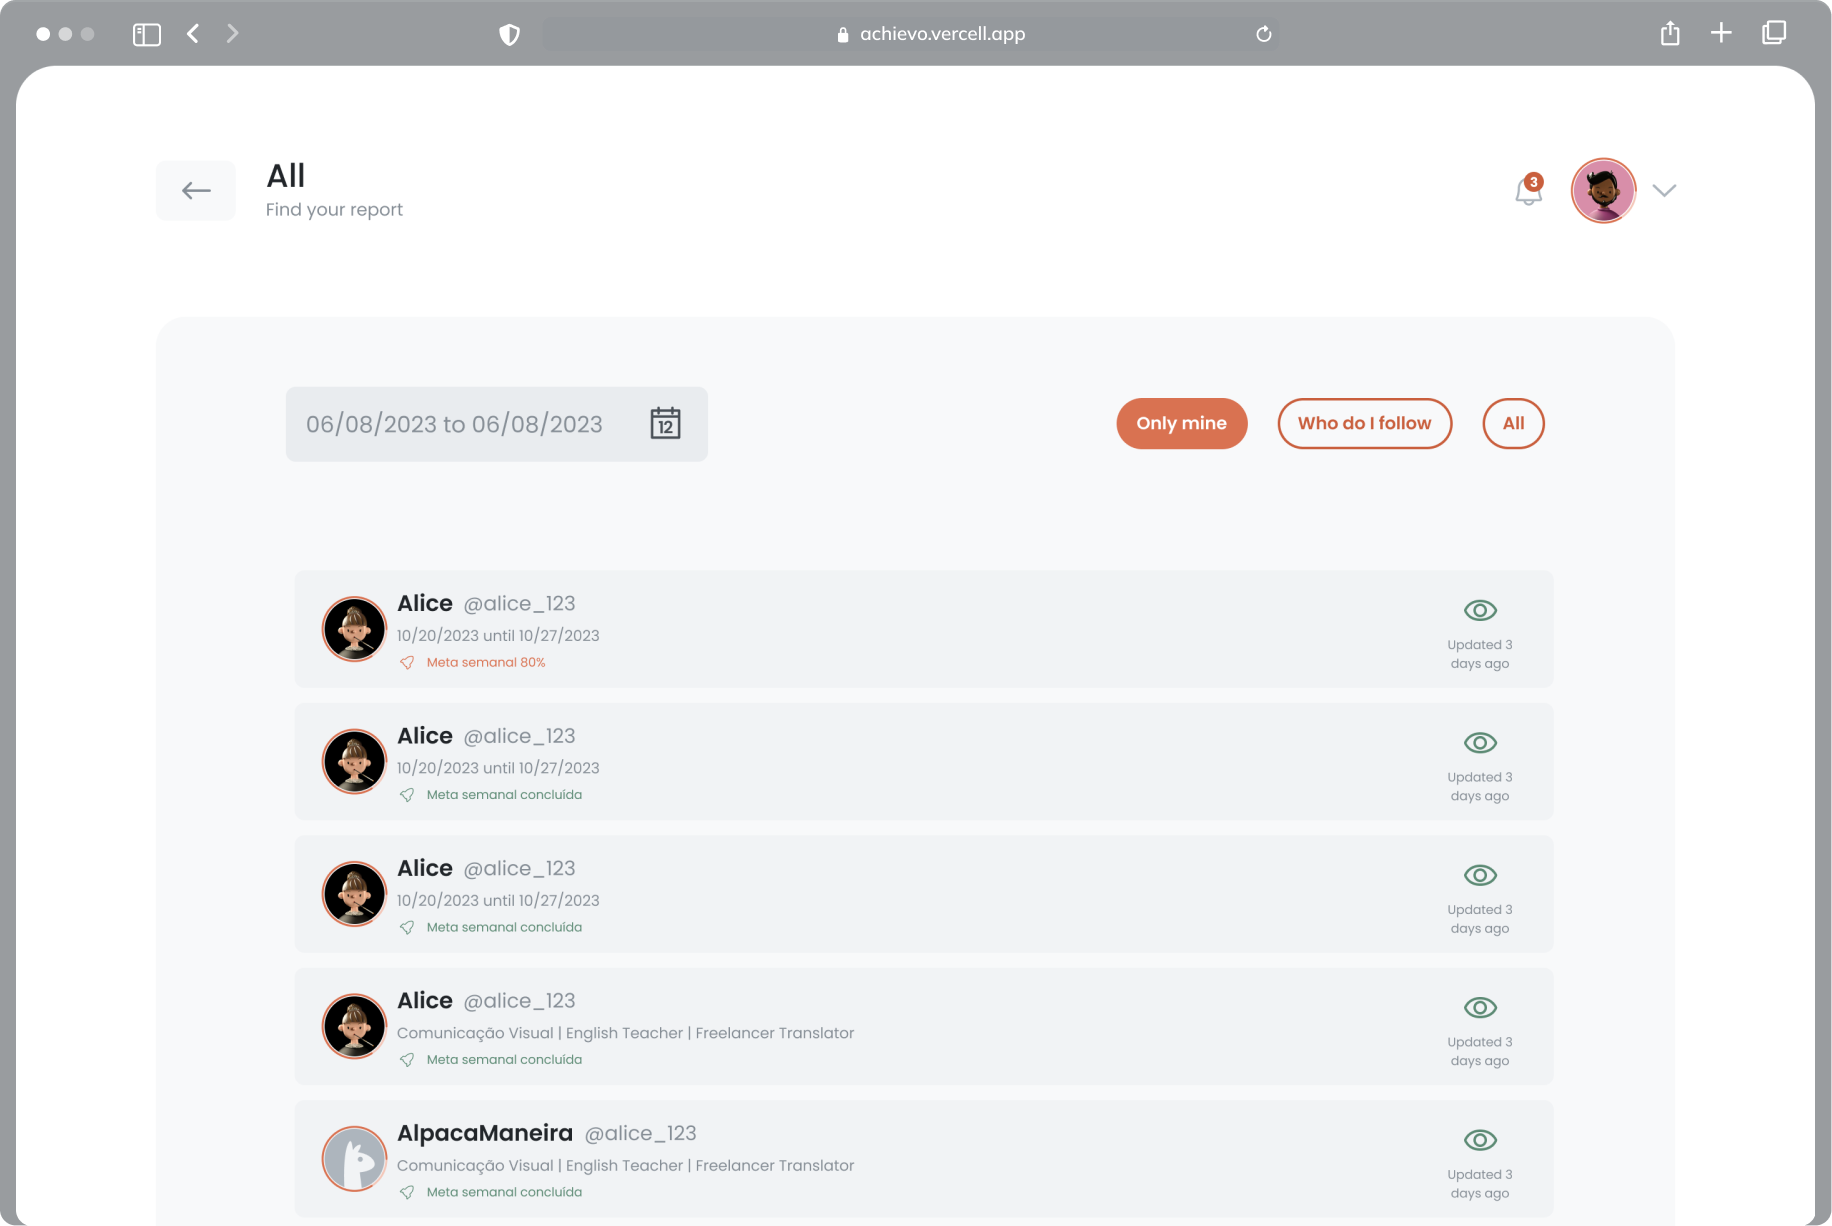 achievo.vercell.app
All
Find your report
3
06/08/2023 to 06/08/2023
12
Only mine
Who do I follow
All
Alice @alice_123
10/20/2023 until 10/27/2023
Meta semanal 80%
Updated 3
days ago
Alice @alice_123
10/20/2023 until 10/27/2023
Meta semanal concluída
Updated 3
days ago
Alice @alice_123
10/20/2023 until 10/27/2023
Meta semanal concluída
Updated 3
days ago
Alice @alice_123
Comunicação Visual | English Teacher | Freelancer Translator
Meta semanal concluída
Updated 3
days ago
AlpacaManeira @alice_123
Comunicação Visual | English Teacher | Freelancer Translator
Meta semanal concluída
Updated 3
days ago